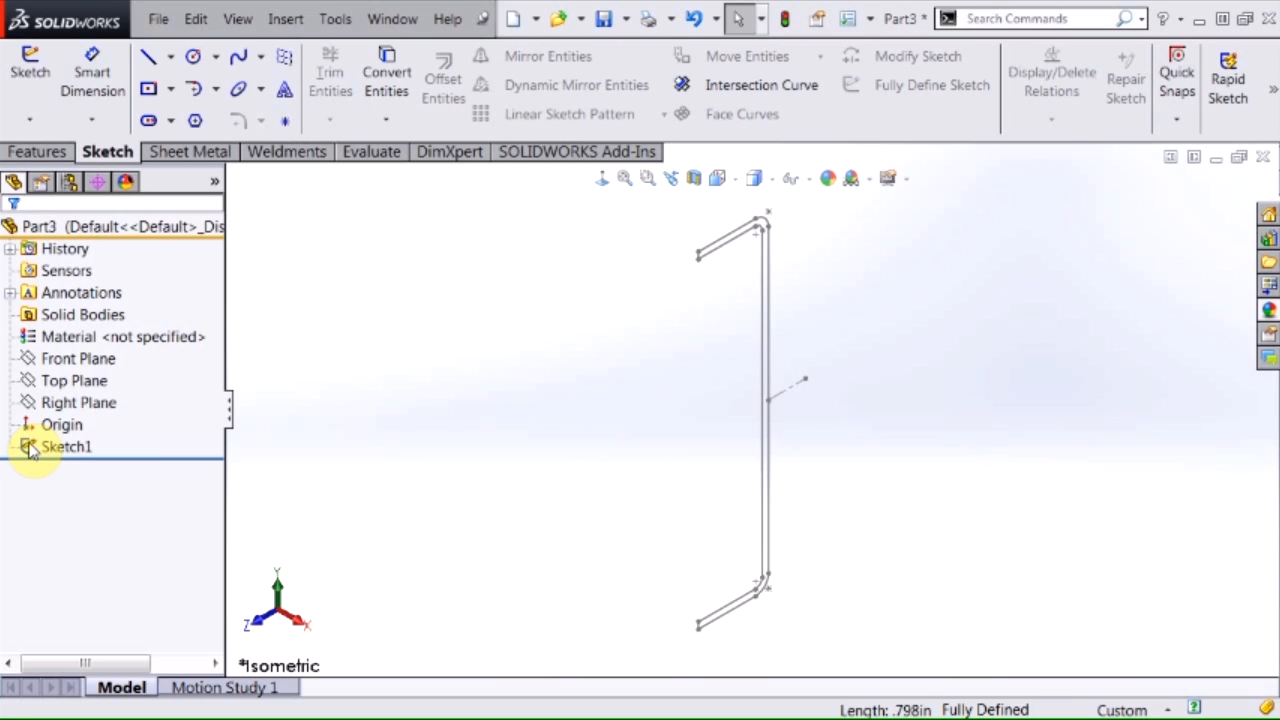 SOLIDWORKS File Edit View Insert Tools Window Help Part3 * Search Commands ?
Sketch Smart Dimension Trim Entities Convert Entities Offset Entities Mirror Entities Move Entities Modify Sketch Display/Delete Relations Repair Sketch Quick Snaps Rapid Sketch
Dynamic Mirror Entities Intersection Curve Fully Define Sketch
Linear Sketch Pattern Face Curves
Features Sketch Sheet Metal Weldments Evaluate DimXpert SOLIDWORKS Add-Ins
Part3 (Default<<Default>_Dis
History
Sensors
Annotations
Solid Bodies
Material <not specified>
Front Plane
Top Plane
Right Plane
Origin
Sketch1
Y
Z X
*Isometric
Model Motion Study 1
Length: .798in Fully Defined Custom